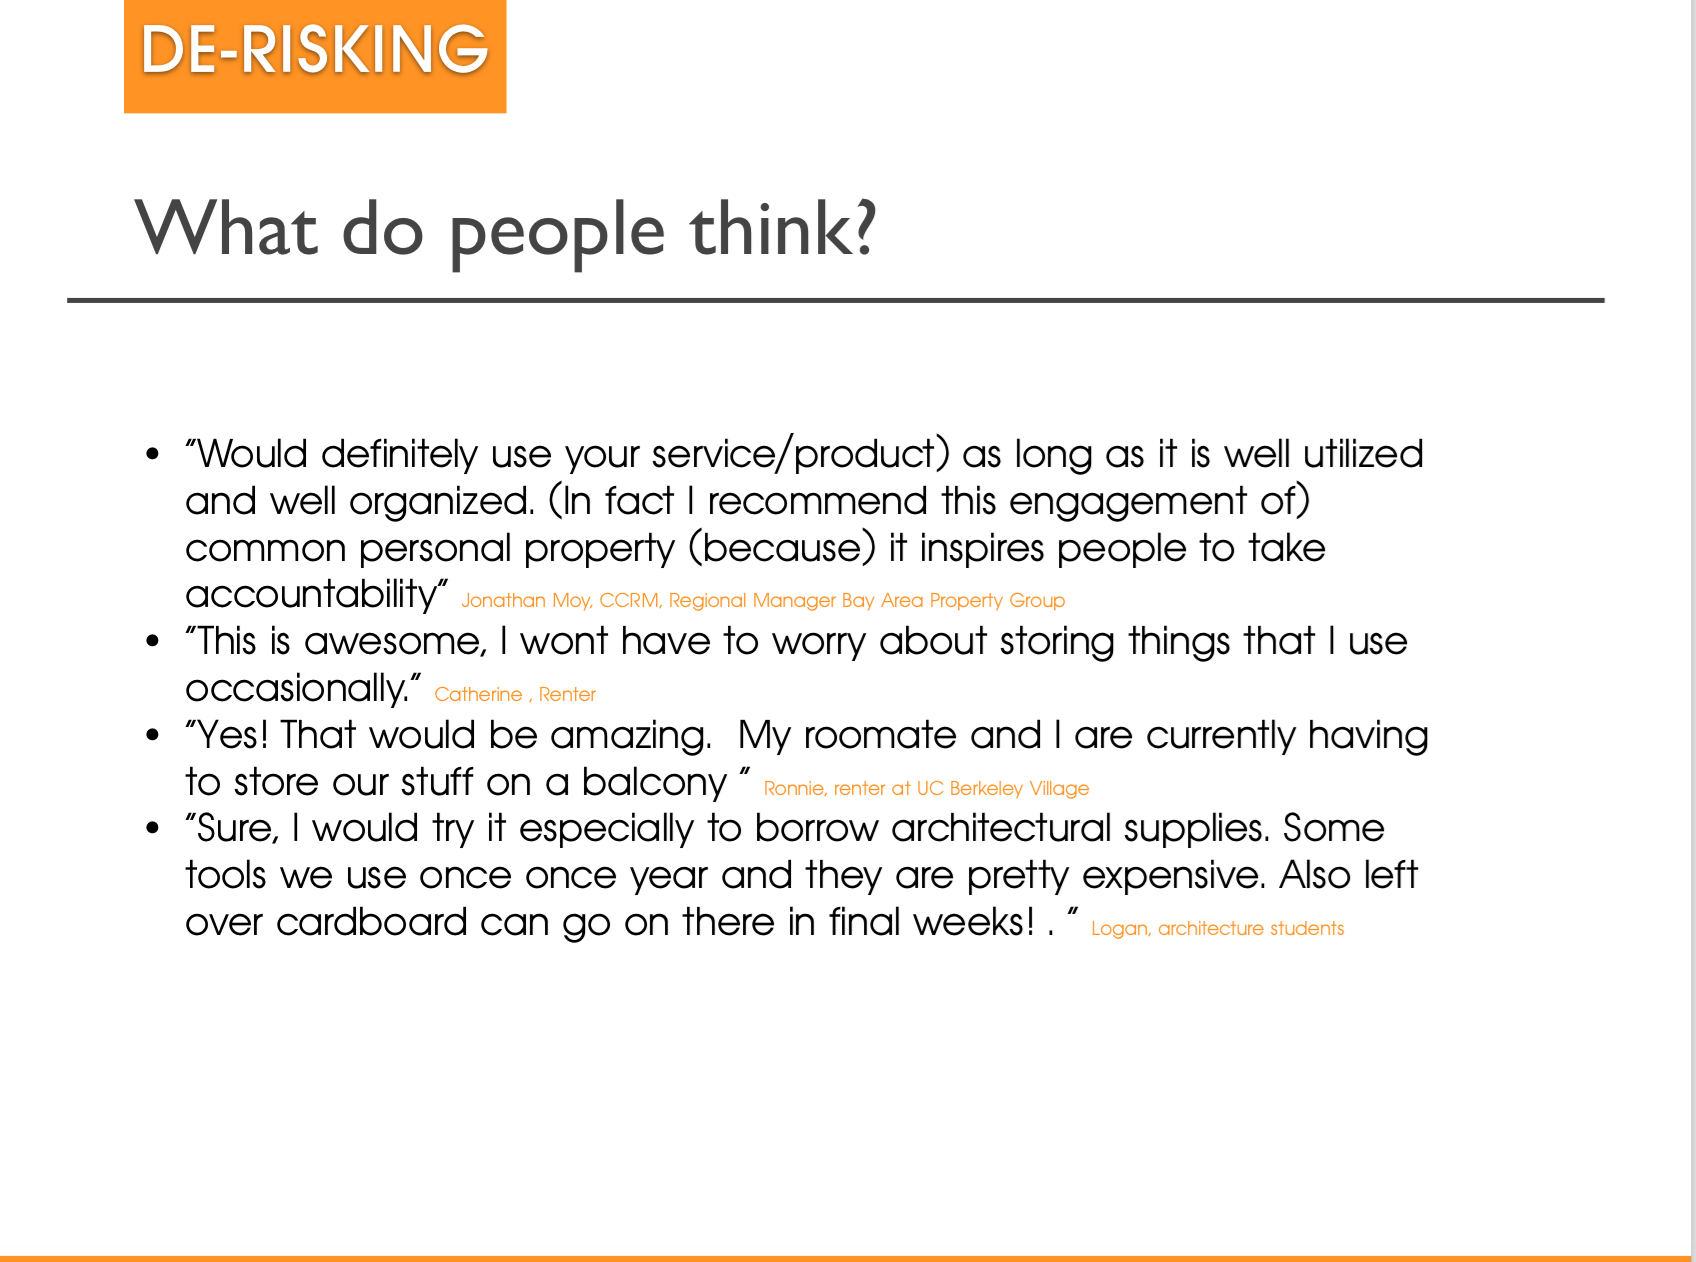 DE-RISKING
What do people think?
• "Would definitely use your service/product) as long as it is well utilized
and well organized. (In fact I recommend this engagement of)
common personal property (because) it inspires people to take
accountability" Jonathan Moy, CCRM, Regional Manager Bay Area Property Group
• "This is awesome, I wont have to worry about storing things that I use
occasionally." Catherine , Renter
• "Yes! That would be amazing.  My roomate and I are currently having
to store our stuff on a balcony " Ronnie, renter at UC Berkeley Village
• "Sure, I would try it especially to borrow architectural supplies. Some
tools we use once once year and they are pretty expensive. Also left
over cardboard can go on there in final weeks! . " Logan, architecture students